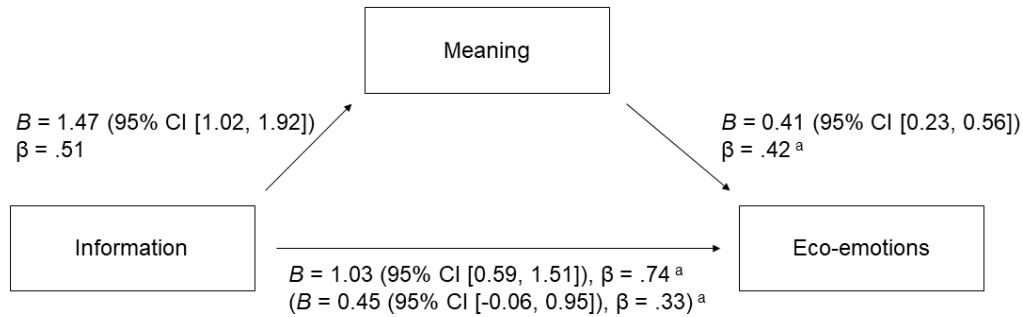 Meaning
B = 1.47 (95% CI [1.02, 1.92])
β = .51
B = 0.41 (95% CI [0.23, 0.56])
β = .42 ᵃ
Information
Eco-emotions
B = 1.03 (95% CI [0.59, 1.51]), β = .74 ᵃ
(B = 0.45 (95% CI [-0.06, 0.95]), β = .33) ᵃ